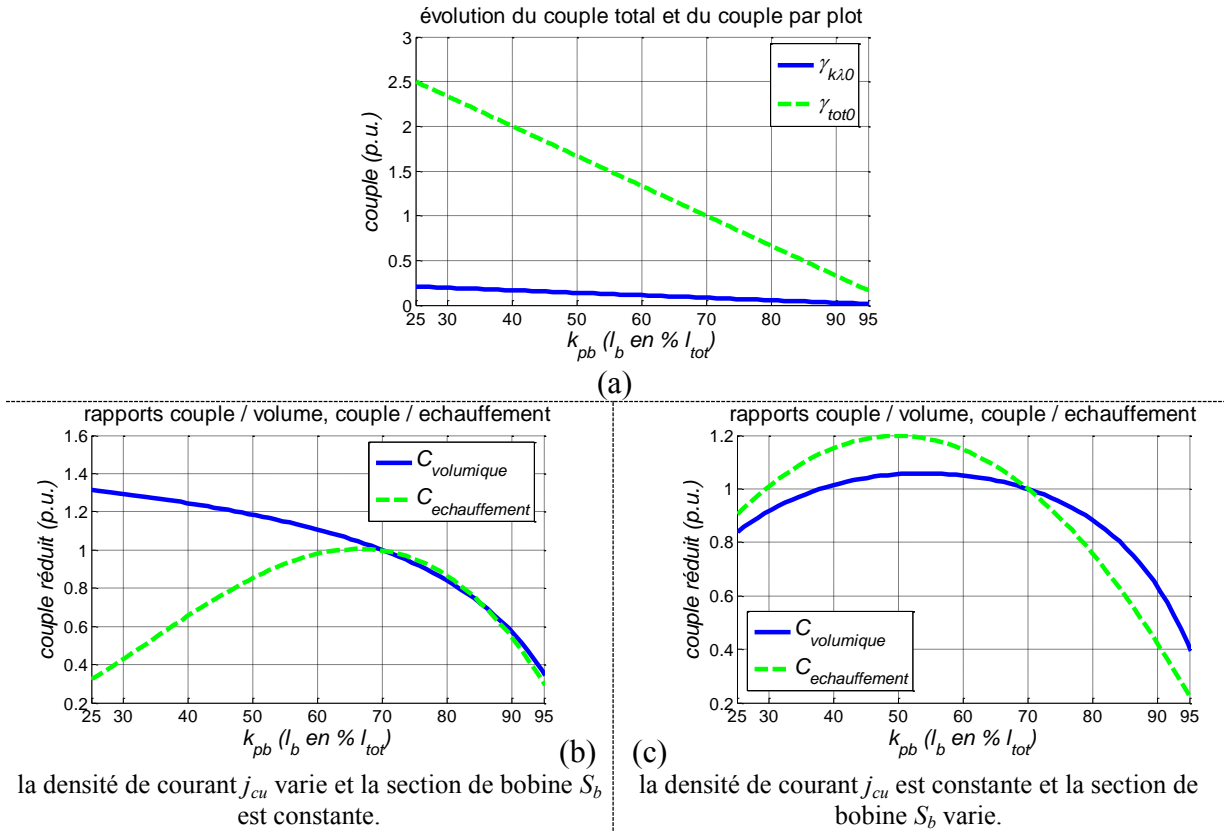 évolution du couple total et du couple par plot
couple (p.u.)
3
2.5
2
1.5
1
0.5
0
γkλ0
γtot0
25 30 40 50 60 70 80 90 95
kpb (lb en % ltot)
(a)
rapports couple / volume, couple / echauffement
couple réduit (p.u.)
1.6
1.4
1.2
1
0.8
0.6
0.4
0.2
Cvolumique
Cechauffement
25 30 40 50 60 70 80 90 95
kpb (lb en % ltot)
(b)
la densité de courant jcu varie et la section de bobine Sb
est constante.
rapports couple / volume, couple / echauffement
couple réduit (p.u.)
1.2
1
0.8
0.6
0.4
0.2
Cvolumique
Cechauffement
25 30 40 50 60 70 80 90 95
kpb (lb en % ltot)
(c)
la densité de courant jcu est constante et la section de
bobine Sb varie.